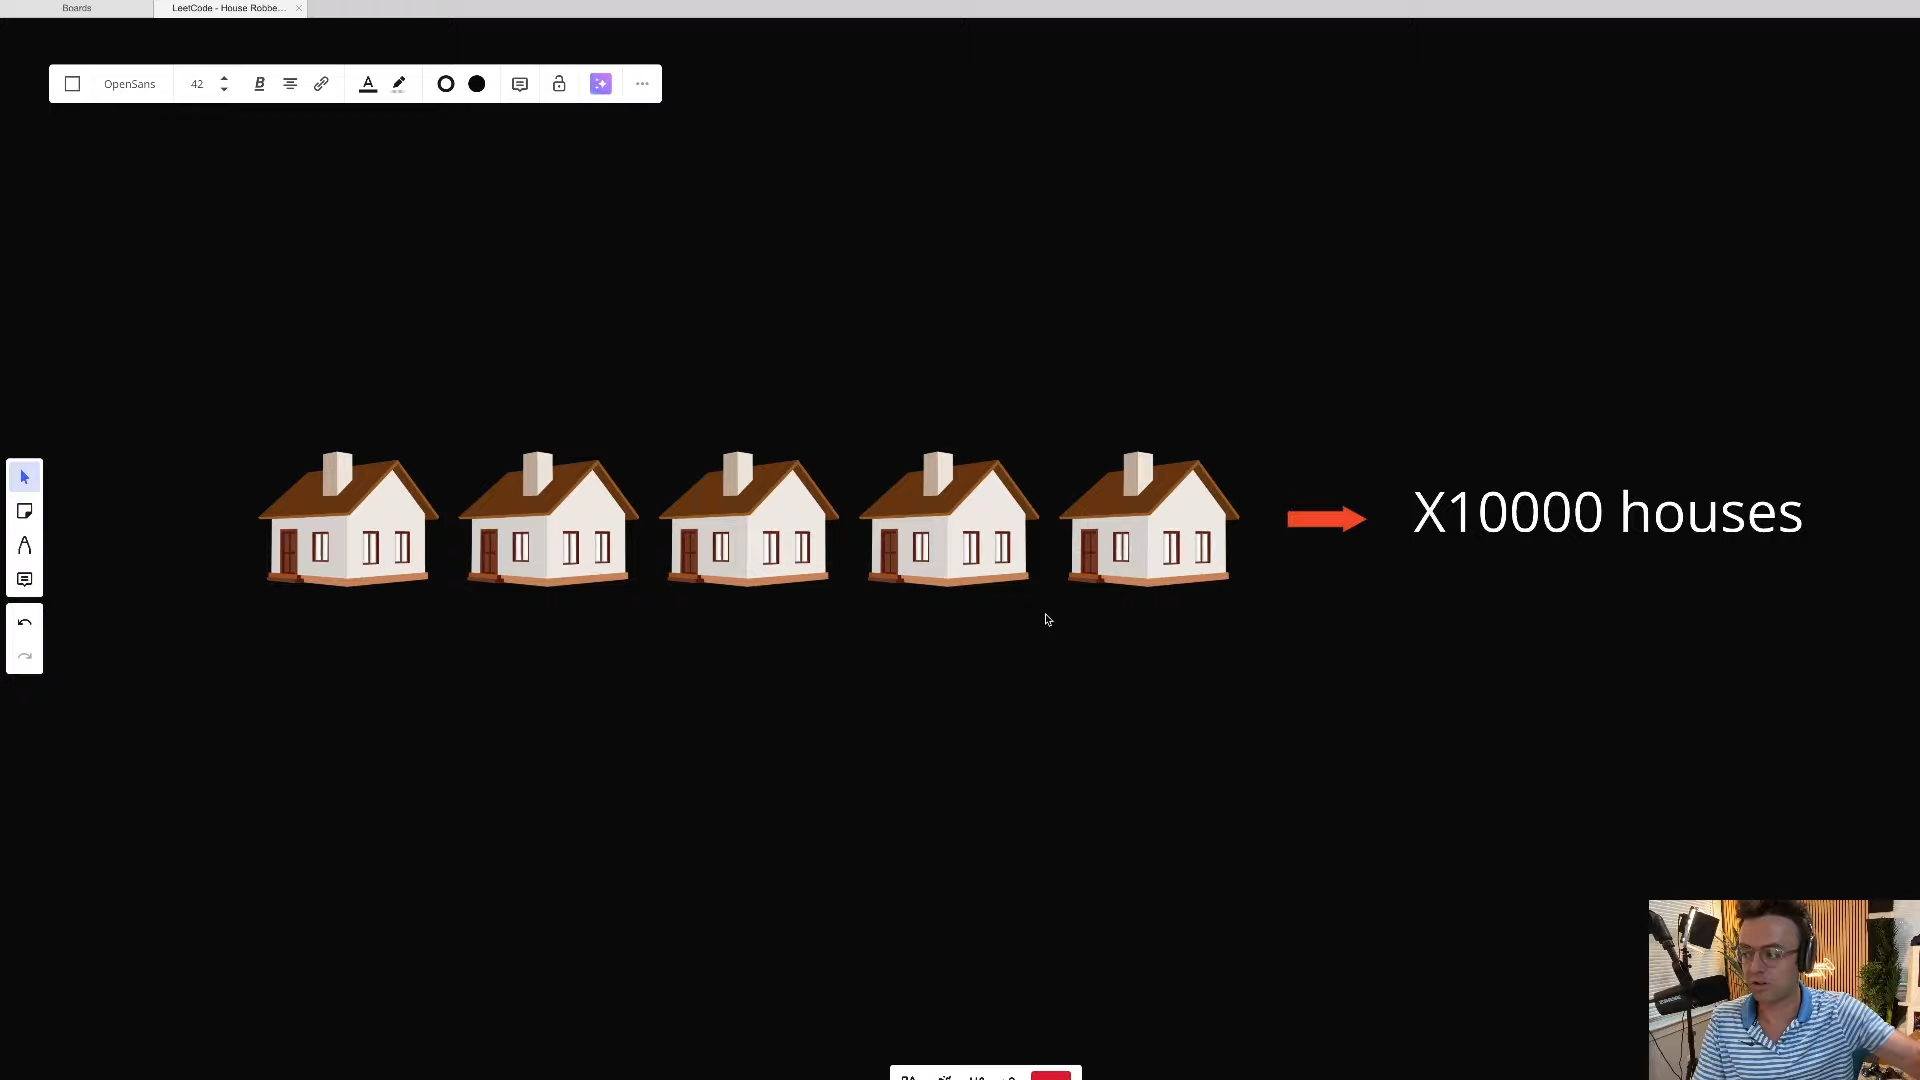 Boards
LeetCode - House Robbe...
OpenSans
42
B
A
X10000 houses